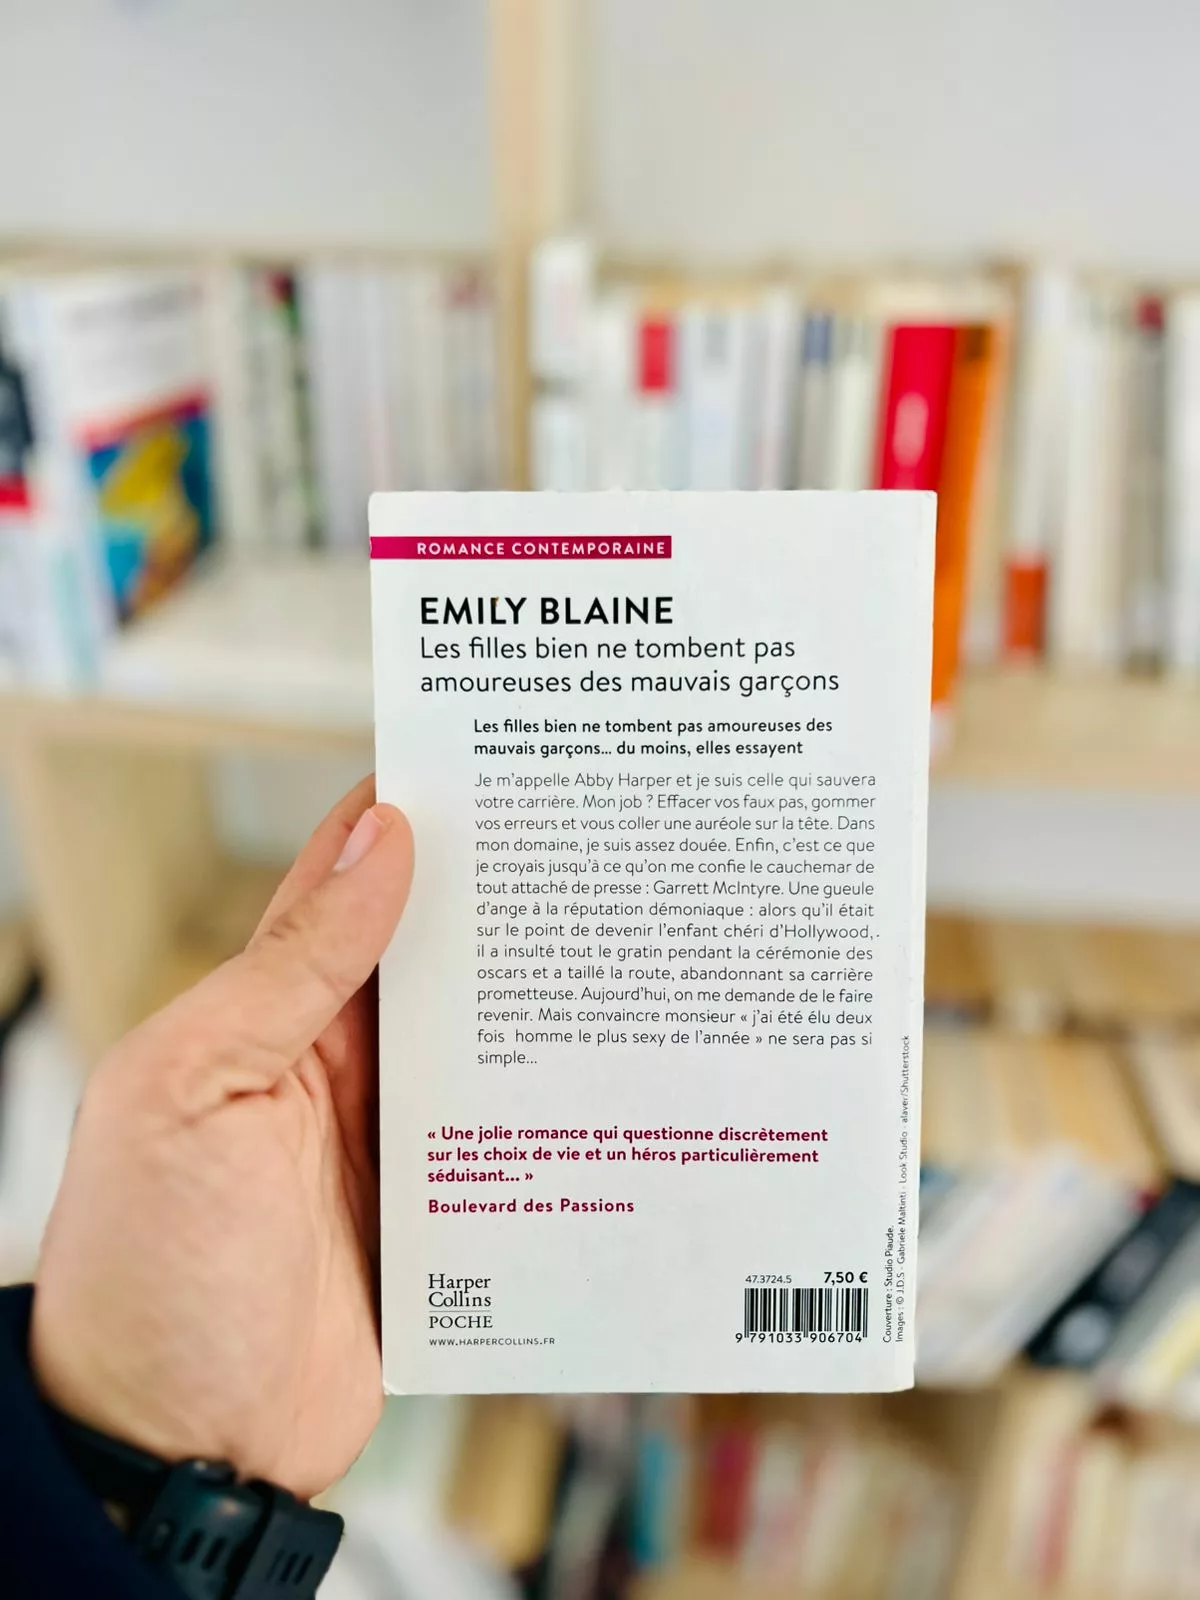 ROMANCE CONTEMPORAINE
EMILY BLAINE
Les filles bien ne tombent pas
amoureuses des mauvais garçons
Les filles bien ne tombent pas amoureuses des
mauvais garçons... du moins, elles essayent
Je m'appelle Abby Harper et je suis celle qui sauvera
votre carrière. Mon job ? Effacer vos faux pas, gommer
vos erreurs et vous coller une auréole sur la tête. Dans
mon domaine, je suis assez douée. Enfin, c'est ce que
je croyais jusqu'à ce qu'on me confie le cauchemar de
tout attaché de presse : Garrett McIntyre. Une gueule
d'ange à la réputation démoniaque : alors qu'il était
sur le point de devenir l'enfant chéri d'Hollywood,
il a insulté tout le gratin pendant la cérémonie des
oscars et a taillé la route, abandonnant sa carrière
prometteuse. Aujourd'hui, on me demande de le faire
revenir. Mais convaincre monsieur « j'ai été élu deux
fois homme le plus sexy de l'année » ne sera pas si
simple...
« Une jolie romance qui questionne discrètement
sur les choix de vie et un héros particulièrement
séduisant... »
Boulevard des Passions
Harper
Collins
POCHE
WWW.HARPERCOLLINS.FR
47.3724.5 7,50 €
9 791033 906704
Couverture : Studio Piaude.
Images : © J.D.S - Gabriele Maltinti - Look Studio - alaver/Shutterstock